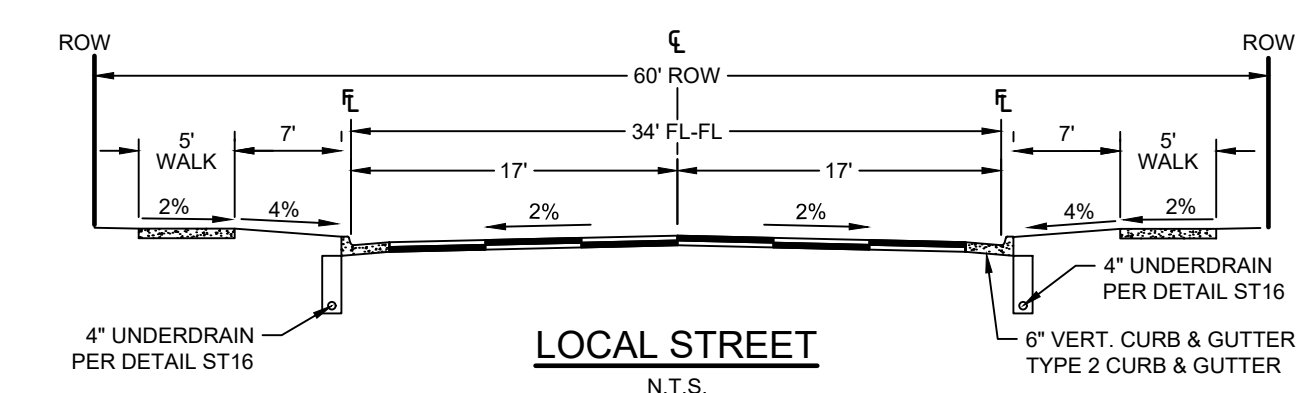 ROW
℄
ROW
60' ROW
FL
FL
34' FL-FL
5'
WALK
7'
7'
5'
WALK
17'
17'
2%
4%
2%
2%
4%
2%
4" UNDERDRAIN
PER DETAIL ST16
4" UNDERDRAIN
PER DETAIL ST16
6" VERT. CURB & GUTTER
TYPE 2 CURB & GUTTER
LOCAL STREET
N.T.S.